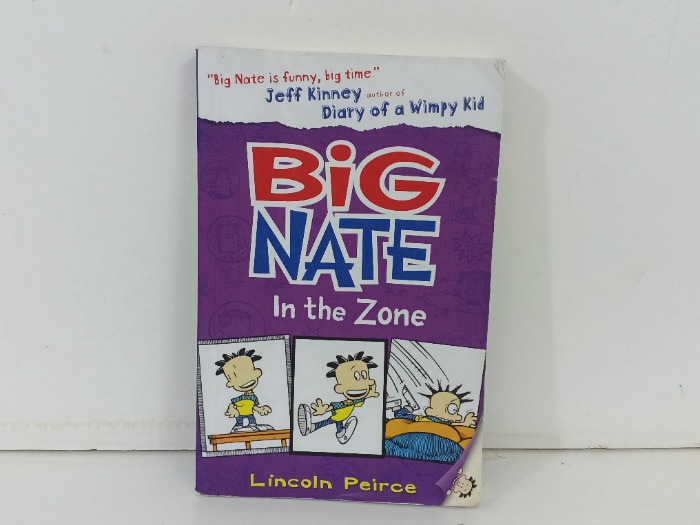 "Big Nate is funny, big time."
Jeff Kinney author of
Diary of a Wimpy Kid
BiG
NATE
In the Zone
Lincoln Peirce